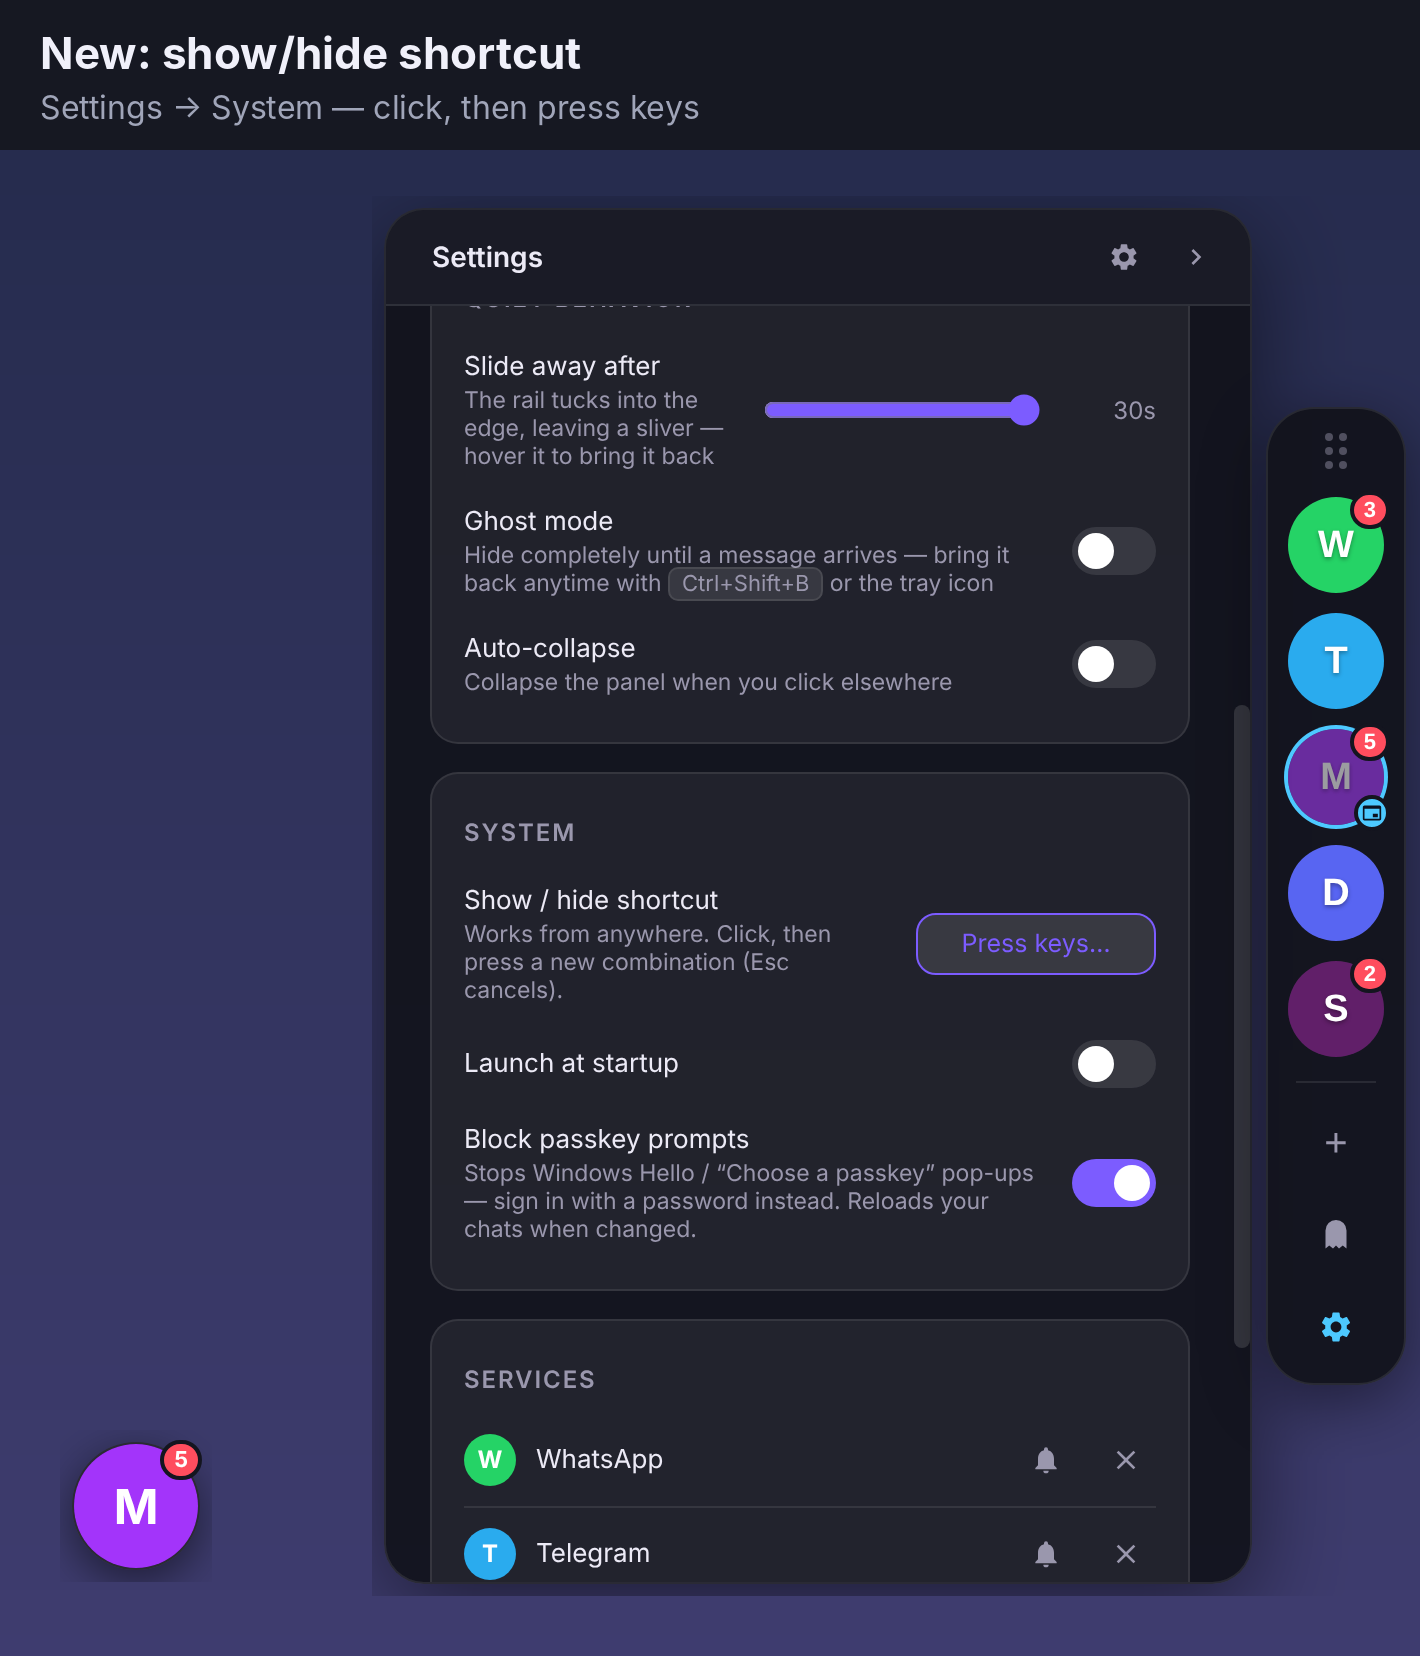 New: show/hide shortcut
Settings → System — click, then press keys
Settings
Slide away after
The rail tucks into the
edge, leaving a sliver —
hover it to bring it back
30s
Ghost mode
Hide completely until a message arrives — bring it
back anytime with Ctrl+Shift+B or the tray icon
Auto-collapse
Collapse the panel when you click elsewhere
SYSTEM
Show / hide shortcut
Works from anywhere. Click, then
press a new combination (Esc
cancels).
Press keys...
Launch at startup
Block passkey prompts
Stops Windows Hello / “Choose a passkey” pop-ups
— sign in with a password instead. Reloads your
chats when changed.
SERVICES
W WhatsApp
T Telegram
W 3
T
M 5
D
S 2
M 5